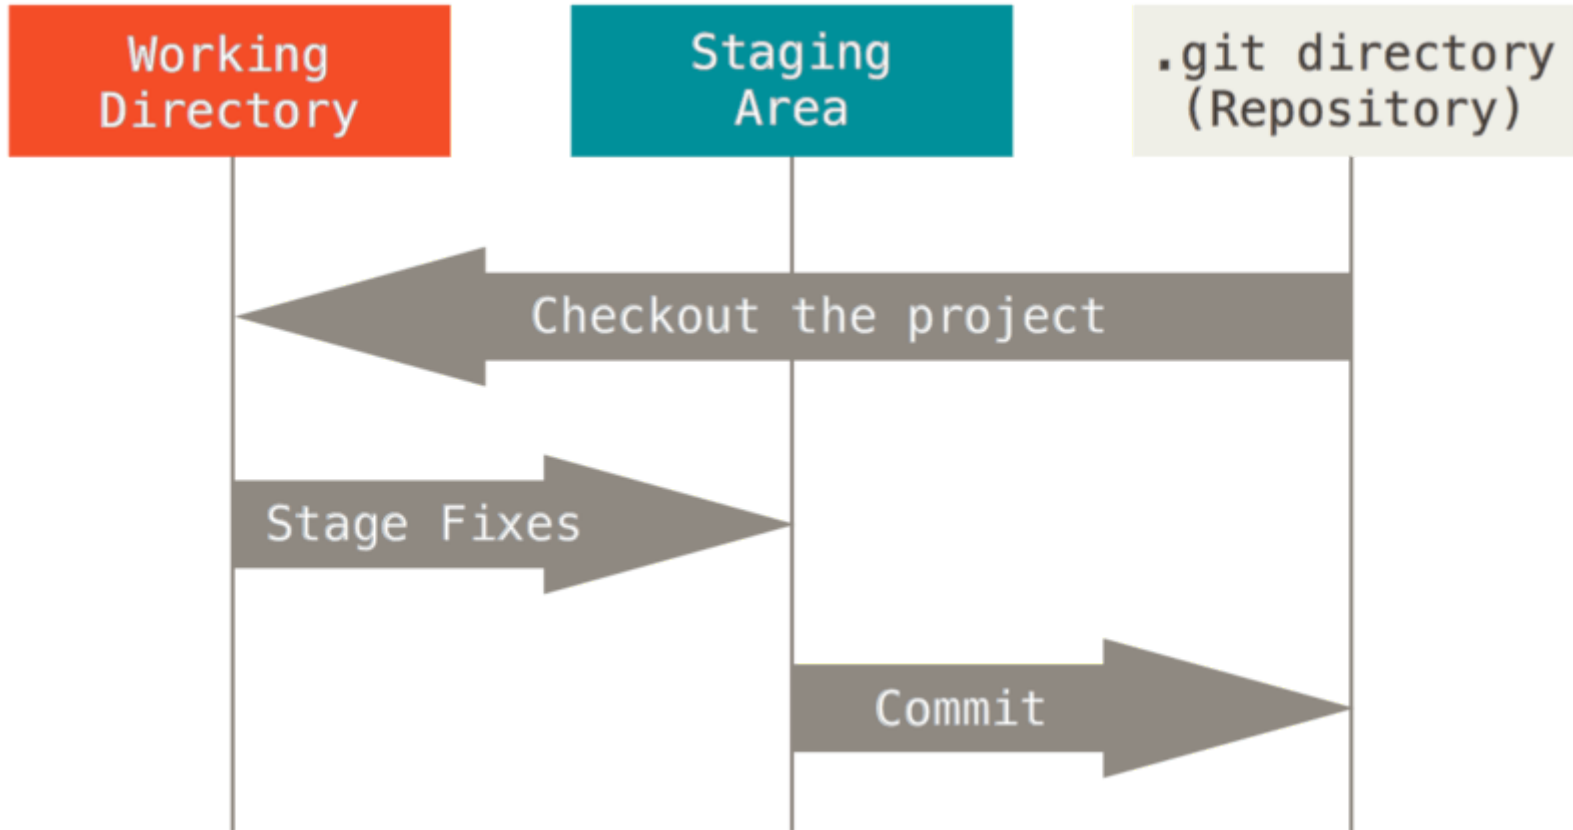 Working
Directory
Staging
Area
.git directory
(Repository)
Checkout the project
Stage Fixes
Commit